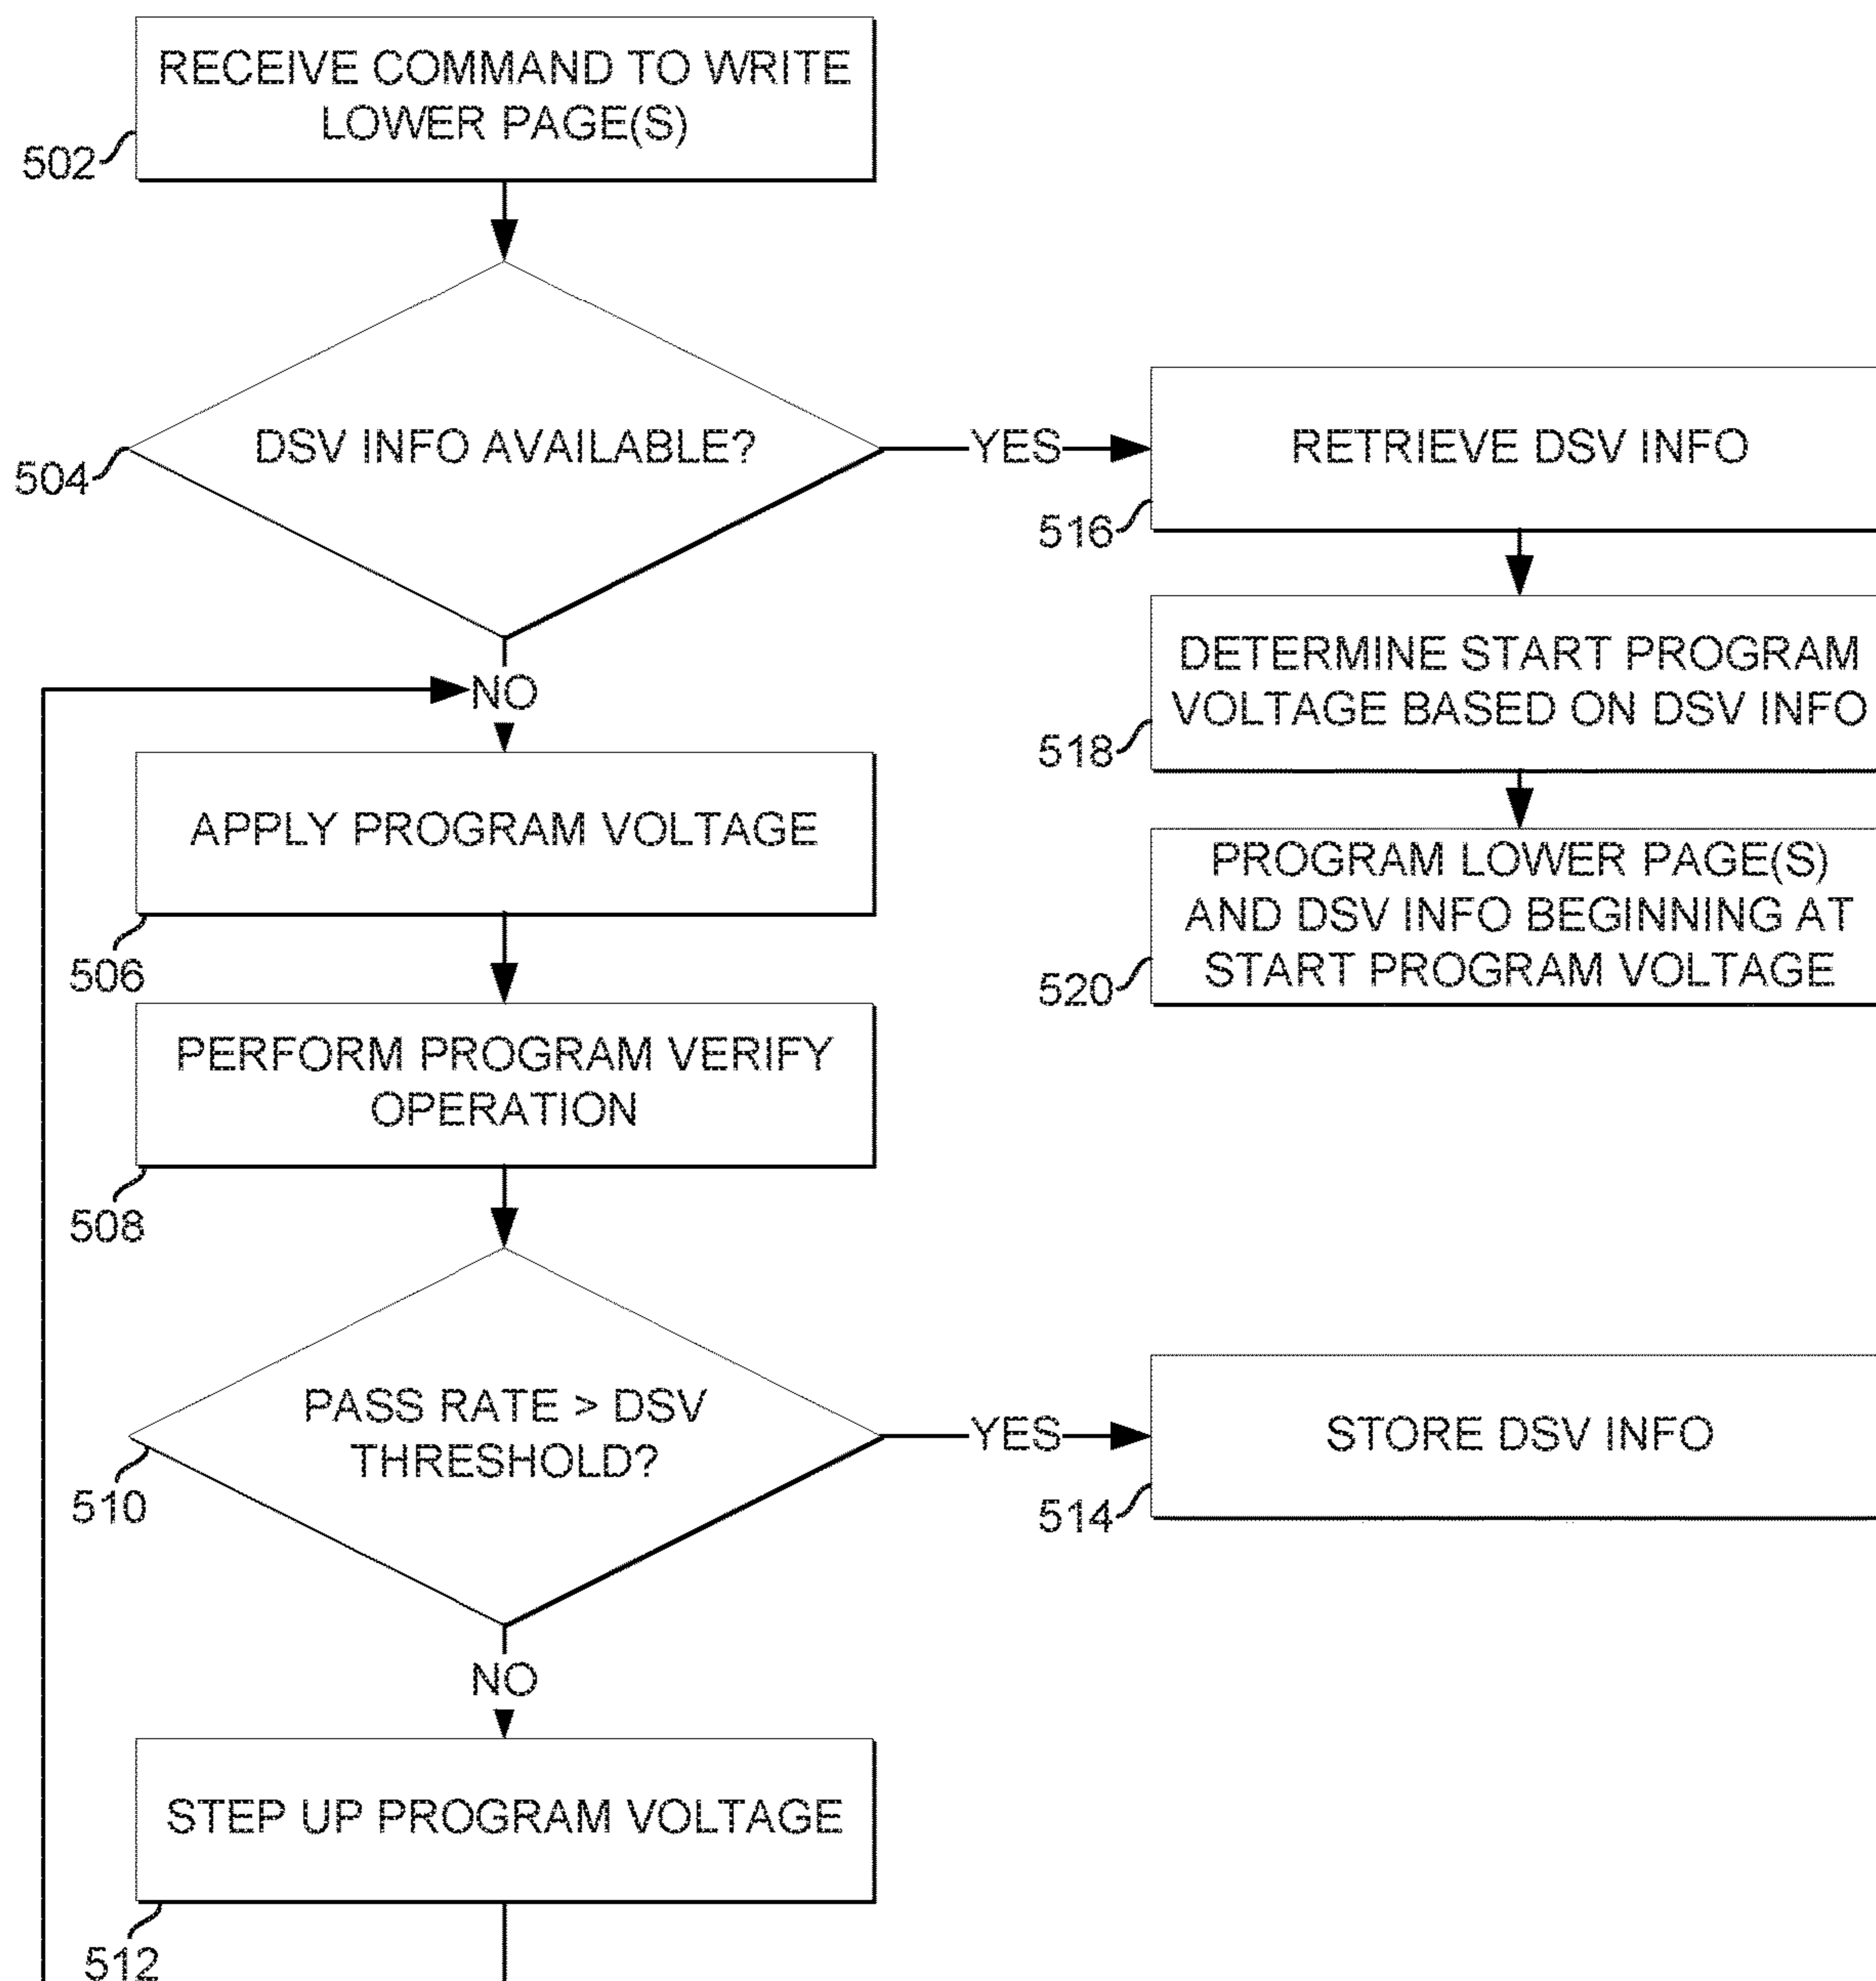 RECEIVE COMMAND TO WRITE
LOWER PAGE(S)
502
DSV INFO AVAILABLE?
504
YES
RETRIEVE DSV INFO
516
DETERMINE START PROGRAM
VOLTAGE BASED ON DSV INFO
518
PROGRAM LOWER PAGE(S)
AND DSV INFO BEGINNING AT
START PROGRAM VOLTAGE
520
NO
APPLY PROGRAM VOLTAGE
506
PERFORM PROGRAM VERIFY
OPERATION
508
PASS RATE > DSV
THRESHOLD?
510
YES
STORE DSV INFO
514
NO
STEP UP PROGRAM VOLTAGE
512